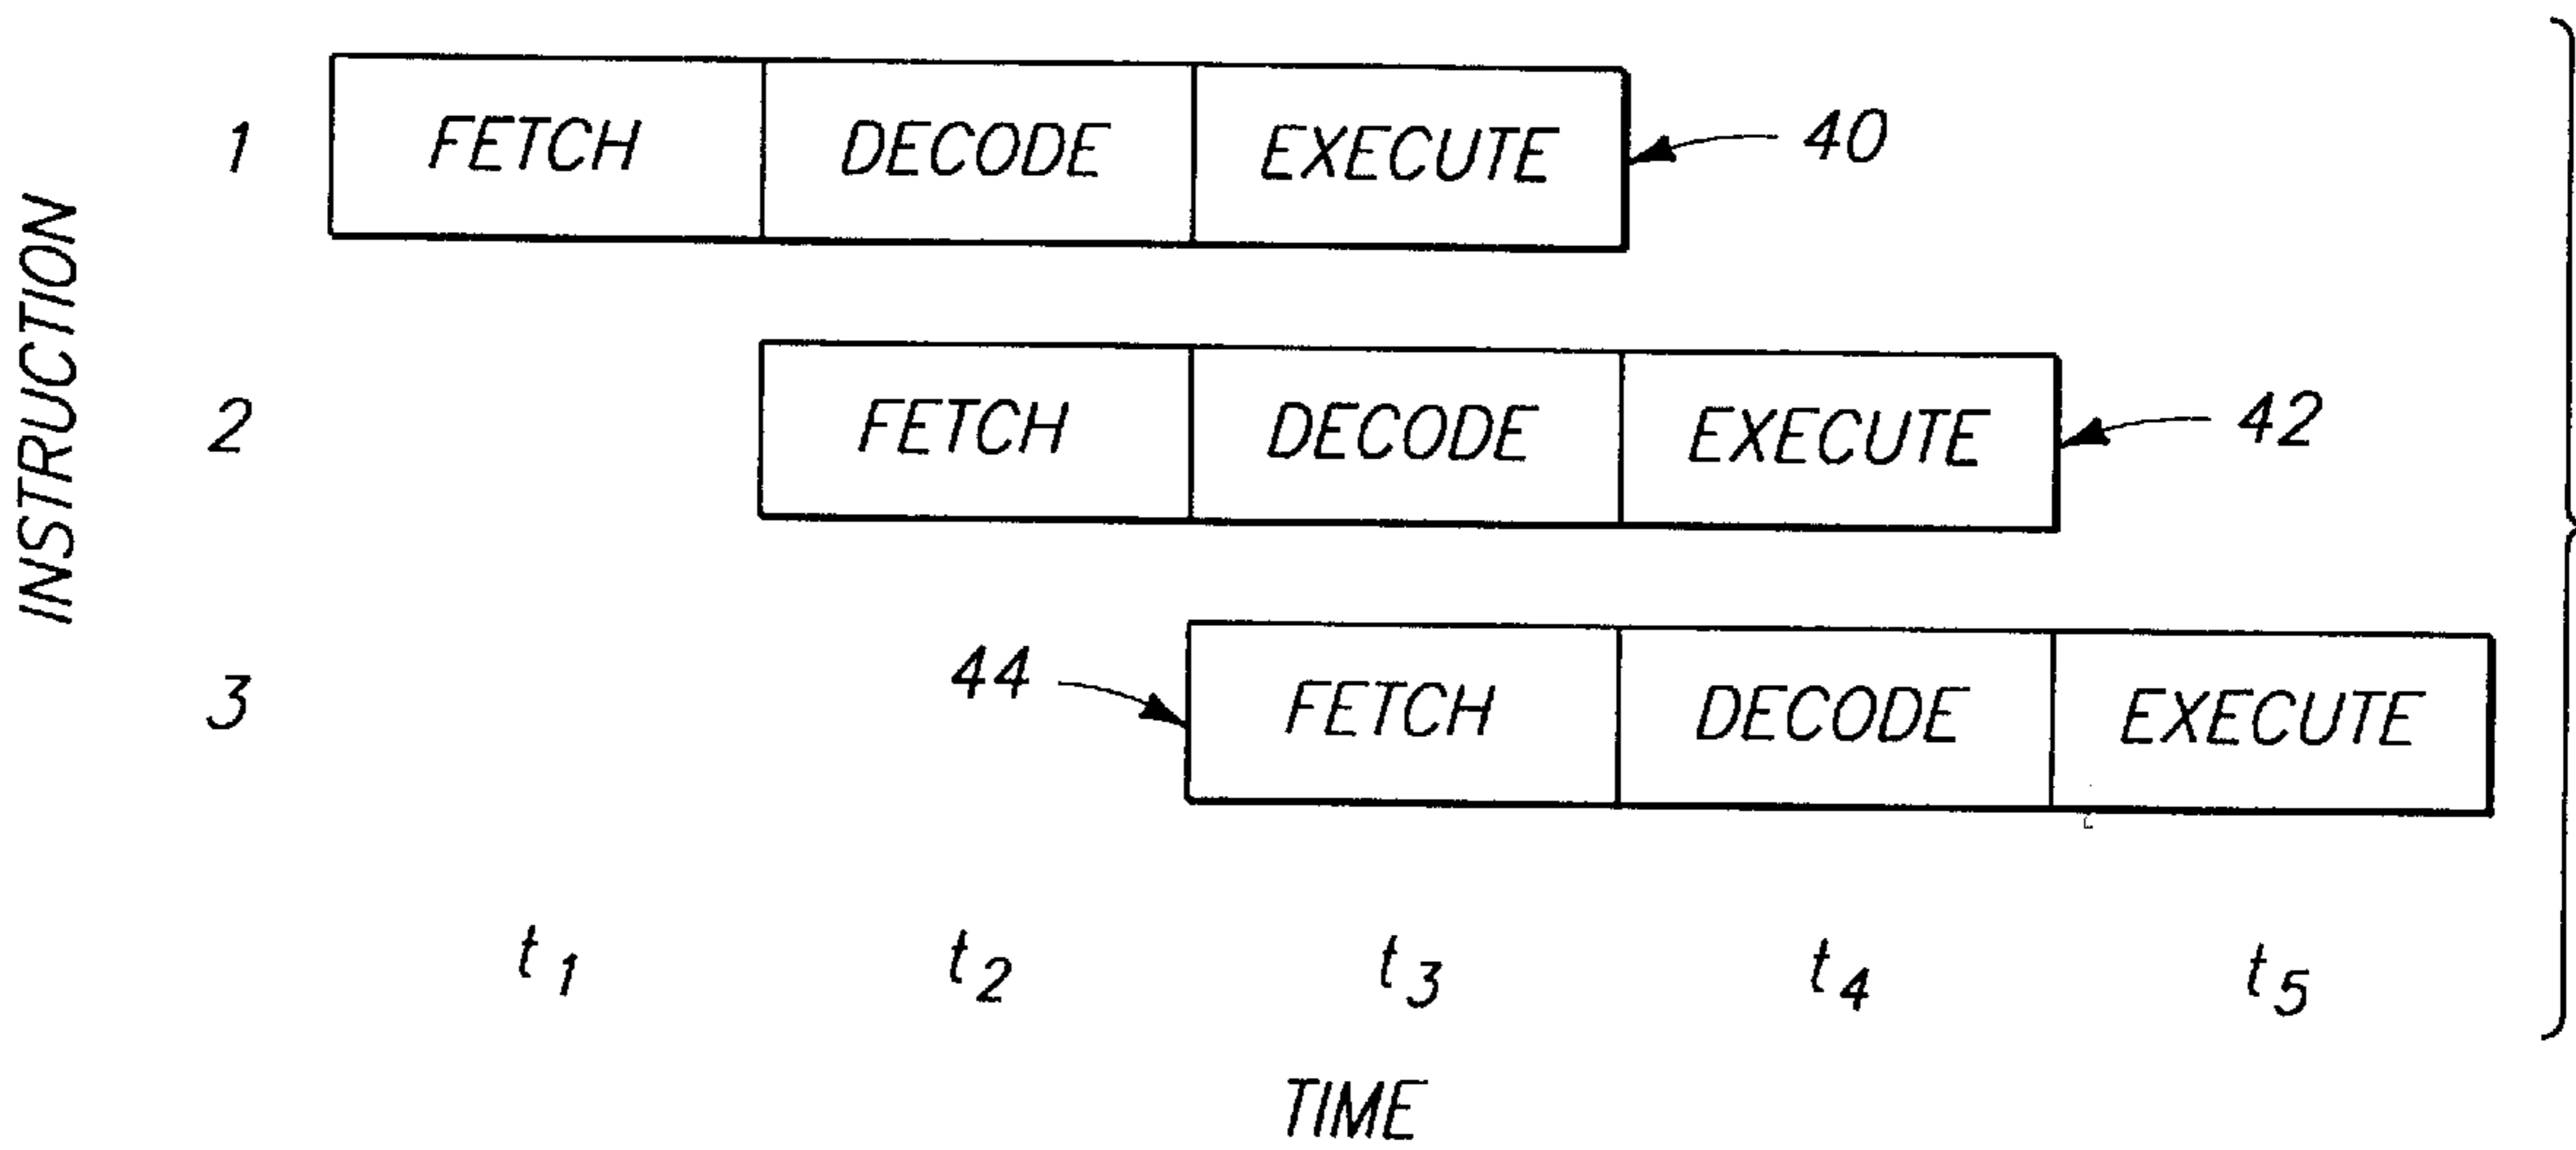 INSTRUCTION
1 FETCH DECODE EXECUTE 40
2 FETCH DECODE EXECUTE 42
3 44 FETCH DECODE EXECUTE
t1 t2 t3 t4 t5
TIME